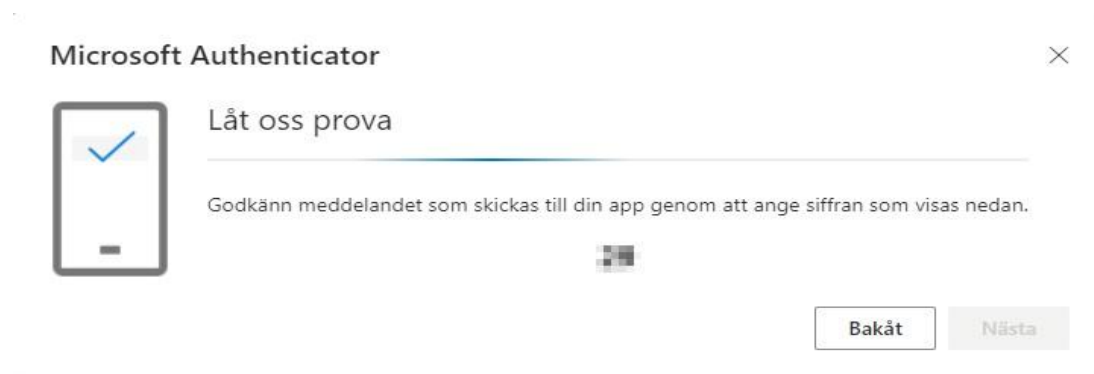 Microsoft Authenticator
Låt oss prova
Godkänn meddelandet som skickas till din app genom att ange siffran som visas nedan.
Bakåt
Nästa